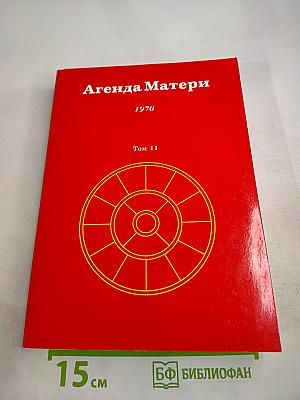 Агенда Матери
1970
Том 11
15 см
БФ БИБЛИОФАН